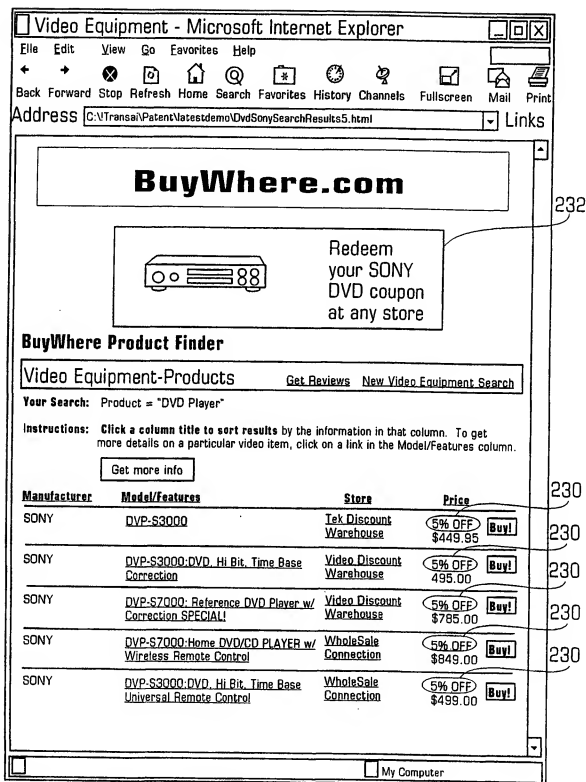 Video Equipment - Microsoft Internet Explorer
File Edit View Go Favorites Help
Back Forward Stop Refresh Home Search Favorites History Channels Fullscreen Mail Print
Address C:\!Transai\Patent\latestdemo\DvdSonySearchResults5.html Links
BuyWhere.com
232
Redeem
your SONY
DVD coupon
at any store
88
BuyWhere Product Finder
Video Equipment-Products Get Reviews New Video Equipment Search
Your Search: Product = "DVD Player"
Instructions: Click a column title to sort results by the information in that column. To get
more details on a particular video item, click on a link in the Model/Features column.
Get more info
Manufacturer Model/Features Store Price
230
SONY DVP-S3000 Tek Discount 5% OFF Buy!
Warehouse $449.95
230
SONY DVP-S3000:DVD, Hi Bit, Time Base Video Discount 5% OFF Buy!
Correction Warehouse 495.00
230
SONY DVP-S7000: Reference DVD Player w/ Video Discount 5% OFF Buy!
Correction SPECIAL! Warehouse $785.00
230
SONY DVP-S7000:Home DVD/CD PLAYER w/ WholeSale 5% OFF Buy!
Wireless Remote Control Connection $849.00
230
SONY DVP-S3000:DVD, Hi Bit, Time Base WholeSale 5% OFF Buy!
Universal Remote Control Connection $499.00
My Computer